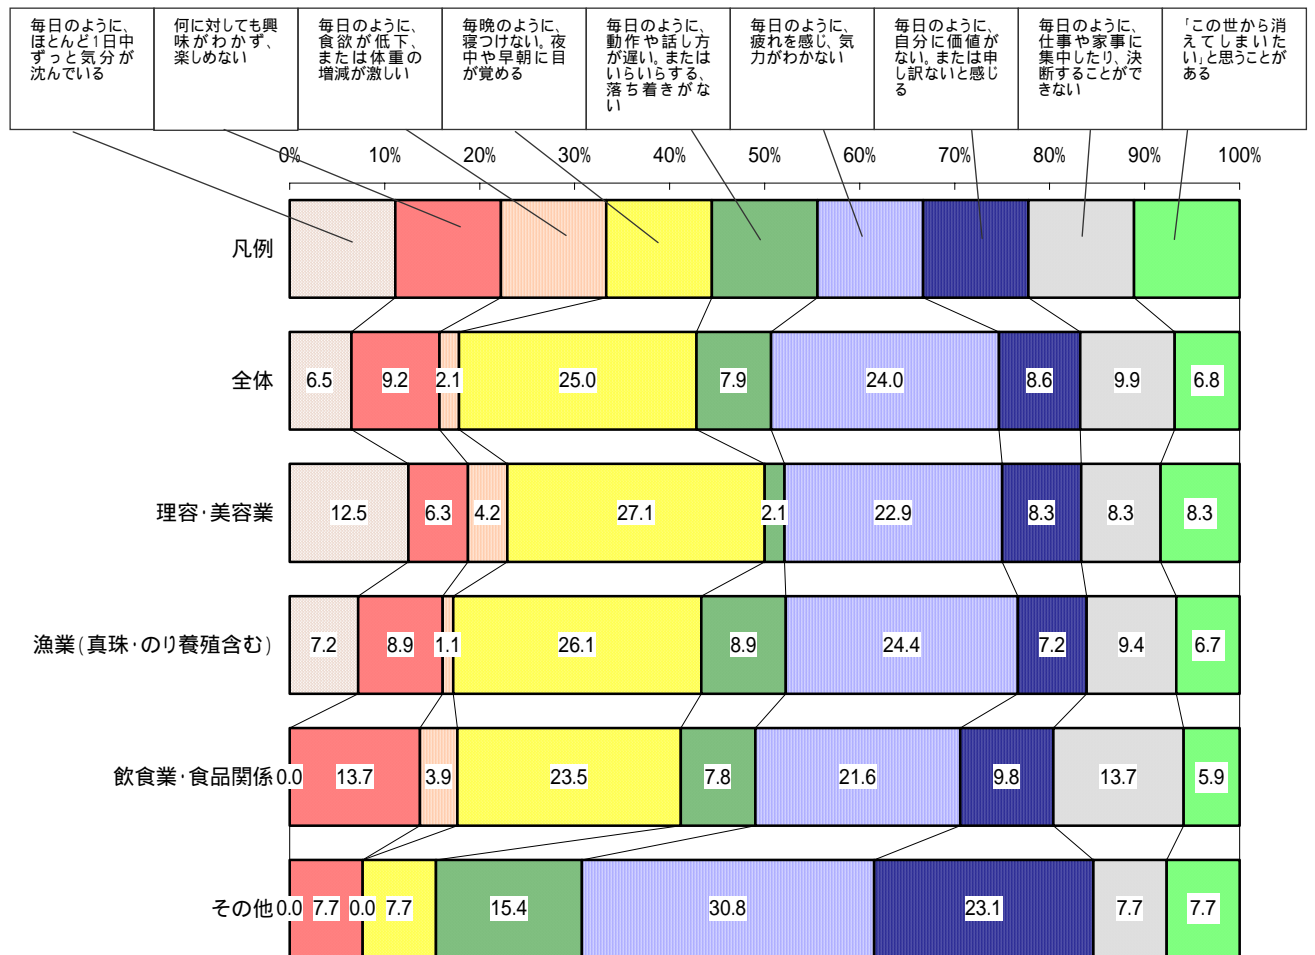 毎日のように、
ほとんど1日中
ずっと気分が
沈んでいる
何に対しても興
味がわかず、
楽しめない
毎日のように、
食欲が低下、
または体重の
増減が激しい
毎晩のように、
寝つけない。夜
中や早朝に目
が覚める
毎日のように、
動作や話し方
が遅い。または
いらいらする、
落ち着きがな
い
毎日のように、
疲れを感じ、気
力がわかない
毎日のように、
自分に価値が
ない。または申
し訳ないと感じ
る
毎日のように、
仕事や家事に
集中したり、決
断することがで
きない
「この世から消
えてしまいた
い」と思うことが
ある
0% 10% 20% 30% 40% 50% 60% 70% 80% 90% 100%
凡例
全体 6.5 9.2 2.1 25.0 7.9 24.0 8.6 9.9 6.8
理容・美容業 12.5 6.3 4.2 27.1 2.1 22.9 8.3 8.3 8.3
漁業(真珠・のり養殖含む) 7.2 8.9 1.1 26.1 8.9 24.4 7.2 9.4 6.7
飲食業・食品関係 0.0 13.7 3.9 23.5 7.8 21.6 9.8 13.7 5.9
その他 0.0 7.7 0.0 7.7 15.4 30.8 23.1 7.7 7.7